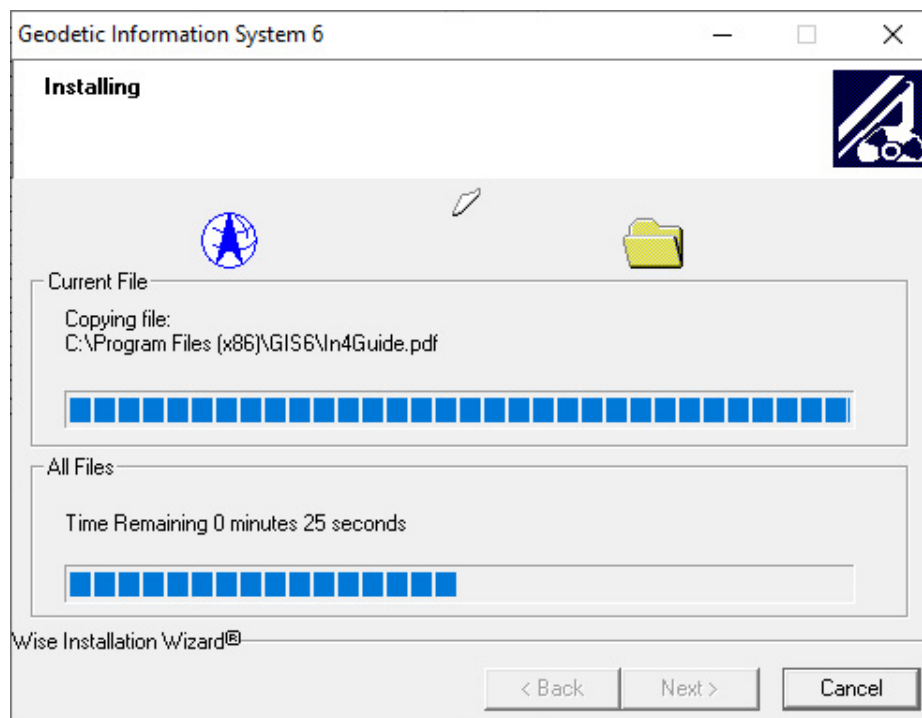 Geodetic Information System 6
Installing
Current File
Copying file:
C:\Program Files (x86)\GIS6\In4Guide.pdf
All Files
Time Remaining 0 minutes 25 seconds
Wise Installation Wizard®
< Back
Next >
Cancel